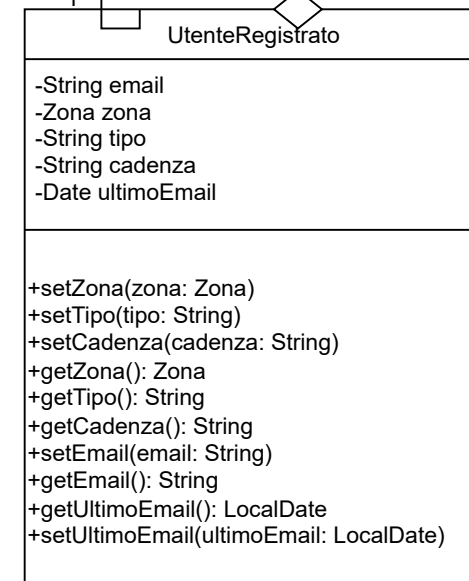 UtenteRegistrato
-String email
-Zona zona
-String tipo
-String cadenza
-Date ultimoEmail
+setZona(zona: Zona)
+setTipo(tipo: String)
+setCadenza(cadenza: String)
+getZona(): Zona
+getTipo(): String
+getCadenza(): String
+setEmail(email: String)
+getEmail(): String
+getUltimoEmail(): LocalDate
+setUltimoEmail(ultimoEmail: LocalDate)